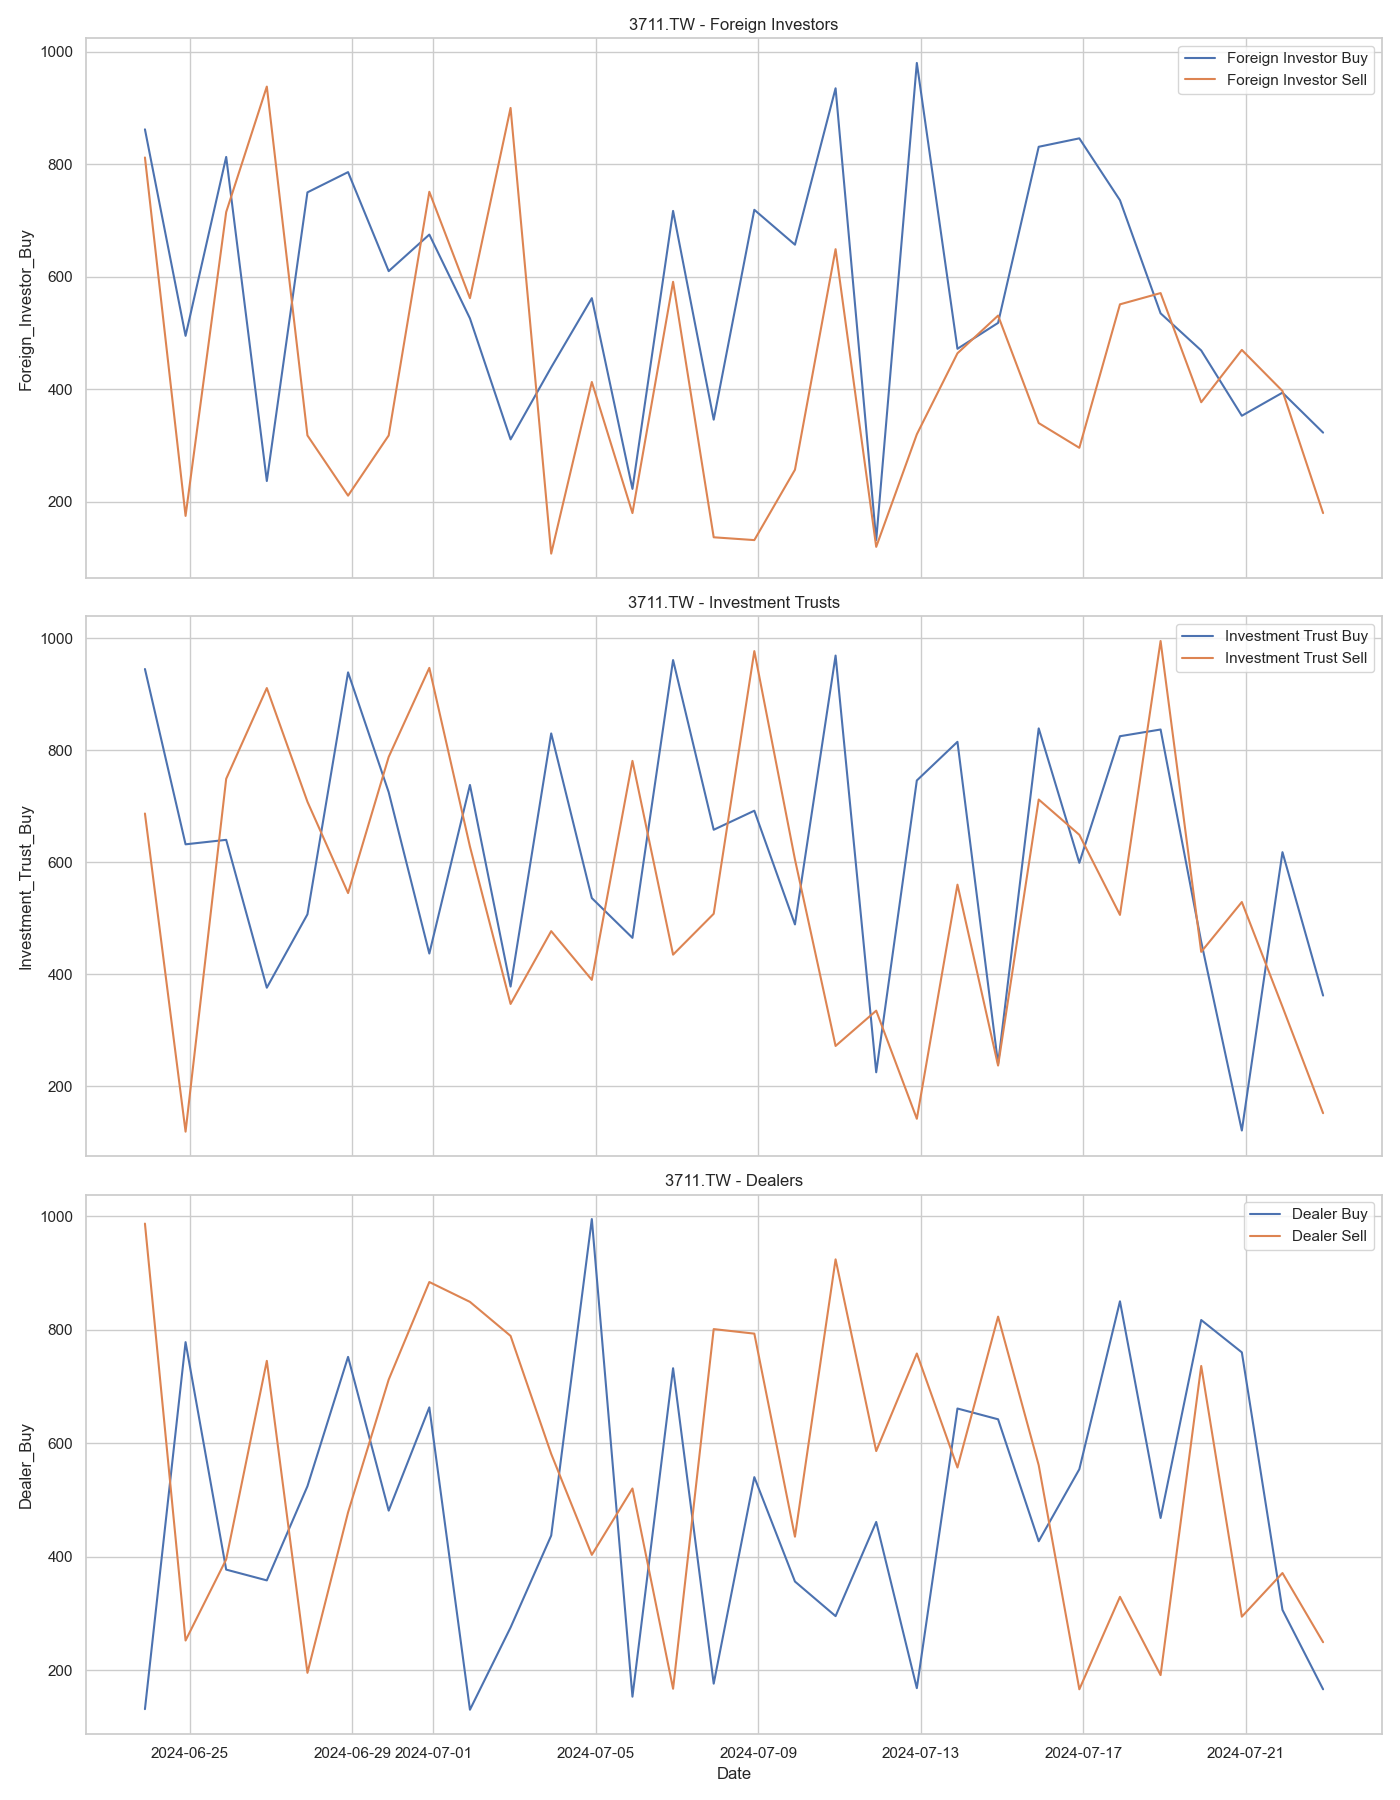 3711.TW - Foreign Investors
Foreign Investor Buy
Foreign Investor Sell
Foreign_Investor_Buy
1000
800
600
400
200
3711.TW - Investment Trusts
Investment Trust Buy
Investment Trust Sell
Investment_Trust_Buy
1000
800
600
400
200
3711.TW - Dealers
Dealer Buy
Dealer Sell
Dealer_Buy
1000
800
600
400
200
2024-06-25 2024-06-29 2024-07-01 2024-07-05 2024-07-09 2024-07-13 2024-07-17 2024-07-21
Date